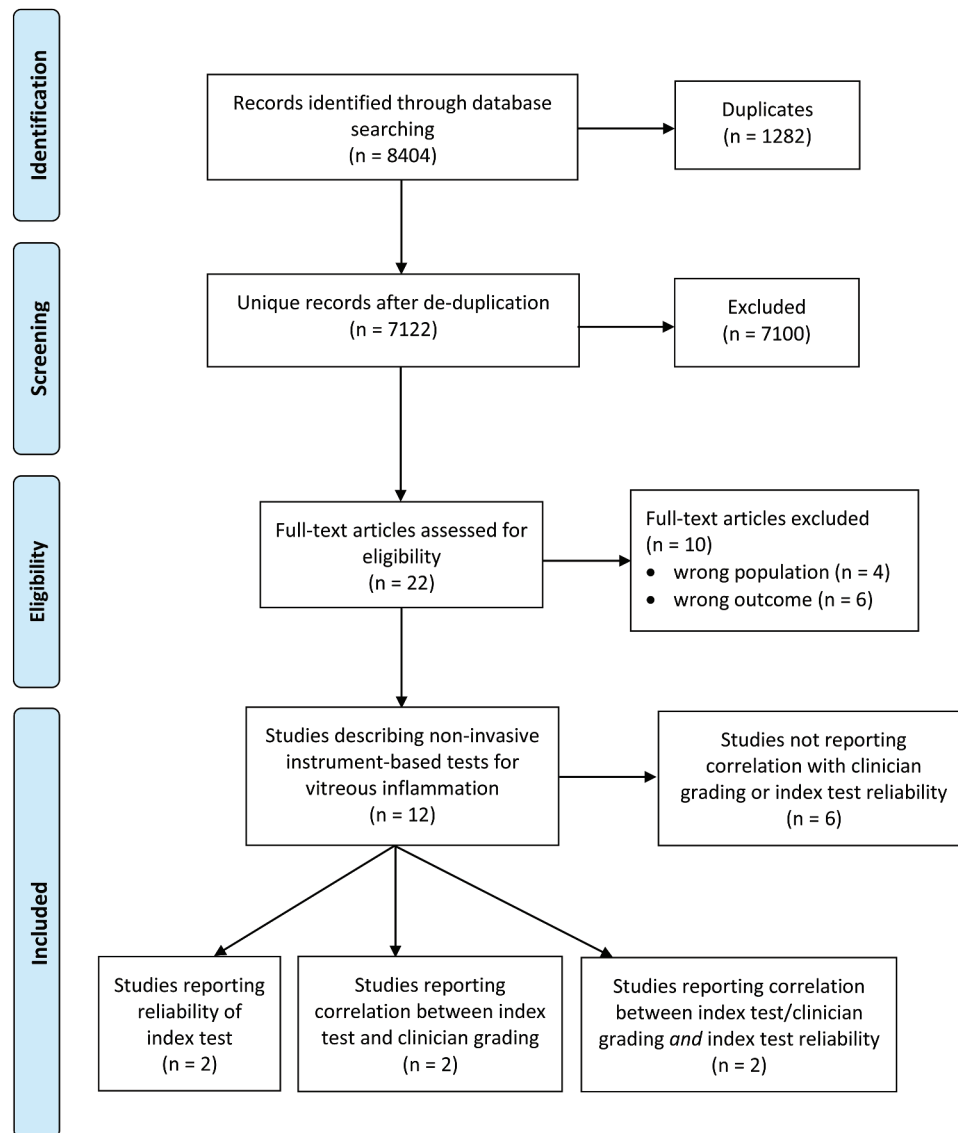 Identification
Records identified through database
searching
(n = 8404)
Duplicates
(n = 1282)
Screening
Unique records after de-duplication
(n = 7122)
Excluded
(n = 7100)
Eligibility
Full-text articles assessed for
eligibility
(n = 22)
Full-text articles excluded
(n = 10)
• wrong population (n = 4)
• wrong outcome (n = 6)
Included
Studies describing non-invasive
instrument-based tests for
vitreous inflammation
(n = 12)
Studies not reporting
correlation with clinician
grading or index test reliability
(n = 6)
Studies reporting
reliability of
index test
(n = 2)
Studies reporting
correlation between index
test and clinician grading
(n = 2)
Studies reporting correlation
between index test/clinician
grading and index test reliability
(n = 2)